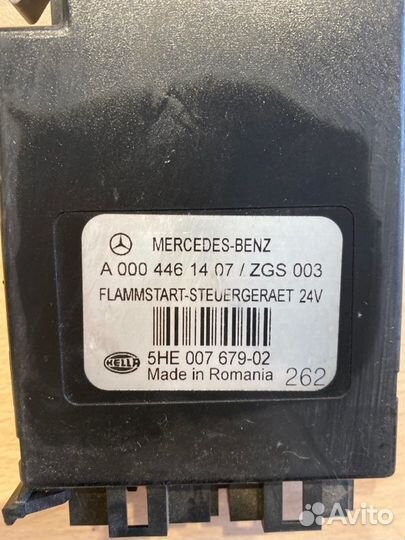 MERCEDES-BENZ
A 000 446 14 07 / ZGS 003
FLAMMSTART-STEUERGERAET 24V
HELLA
5HE 007 679-02
Made in Romania
262
Avito